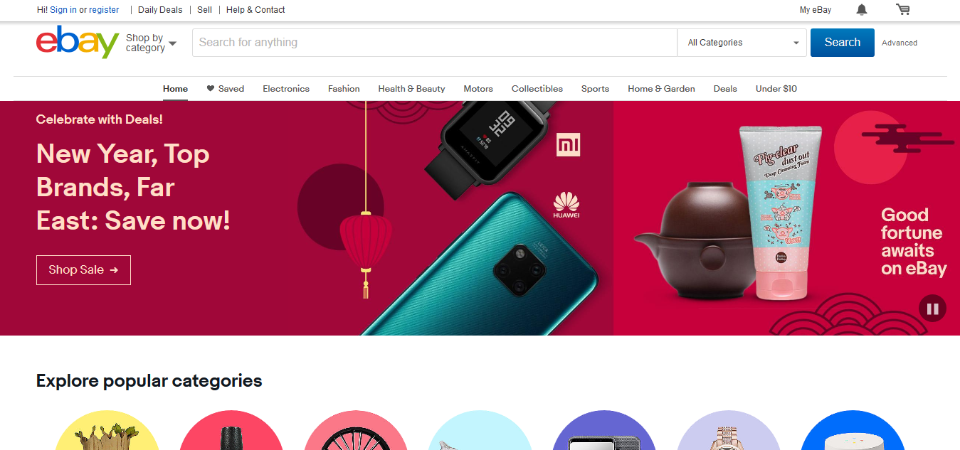 Hi! Sign in or register | Daily Deals | Sell | Help & Contact
My eBay
ebay
Shop by category
Search for anything
All Categories
Search
Advanced
Home
Saved
Electronics
Fashion
Health & Beauty
Motors
Collectibles
Sports
Home & Garden
Deals
Under $10
Celebrate with Deals!
New Year, Top
Brands, Far
East: Save now!
Shop Sale →
mi
HUAWEI
Pig-clear
dust out
Deep Cleansing Foam
Good
fortune
awaits
on eBay
Explore popular categories